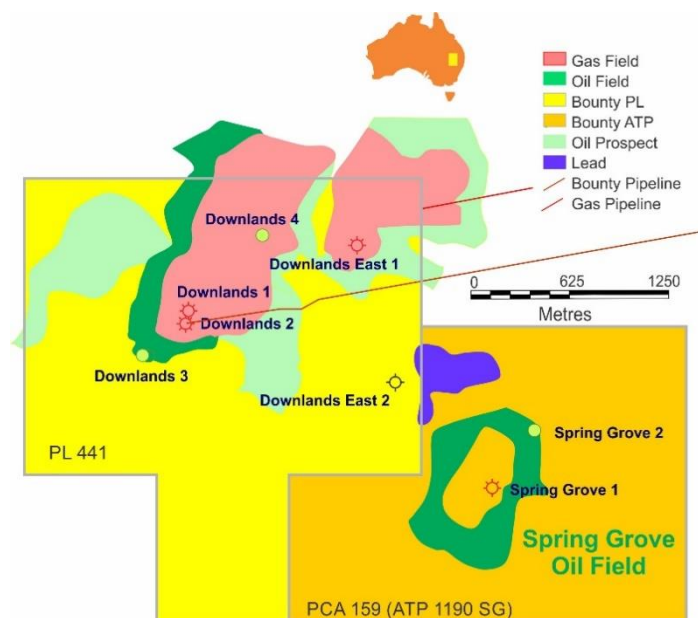 Gas Field
Oil Field
Bounty PL
Bounty ATP
Oil Prospect
Lead
Bounty Pipeline
Gas Pipeline
Downlands 4
Downlands East 1
0 625 1250
Metres
Downlands 1
Downlands 2
Downlands 3
Downlands East 2
PL 441
Spring Grove 2
Spring Grove 1
Spring Grove
Oil Field
PCA 159 (ATP 1190 SG)